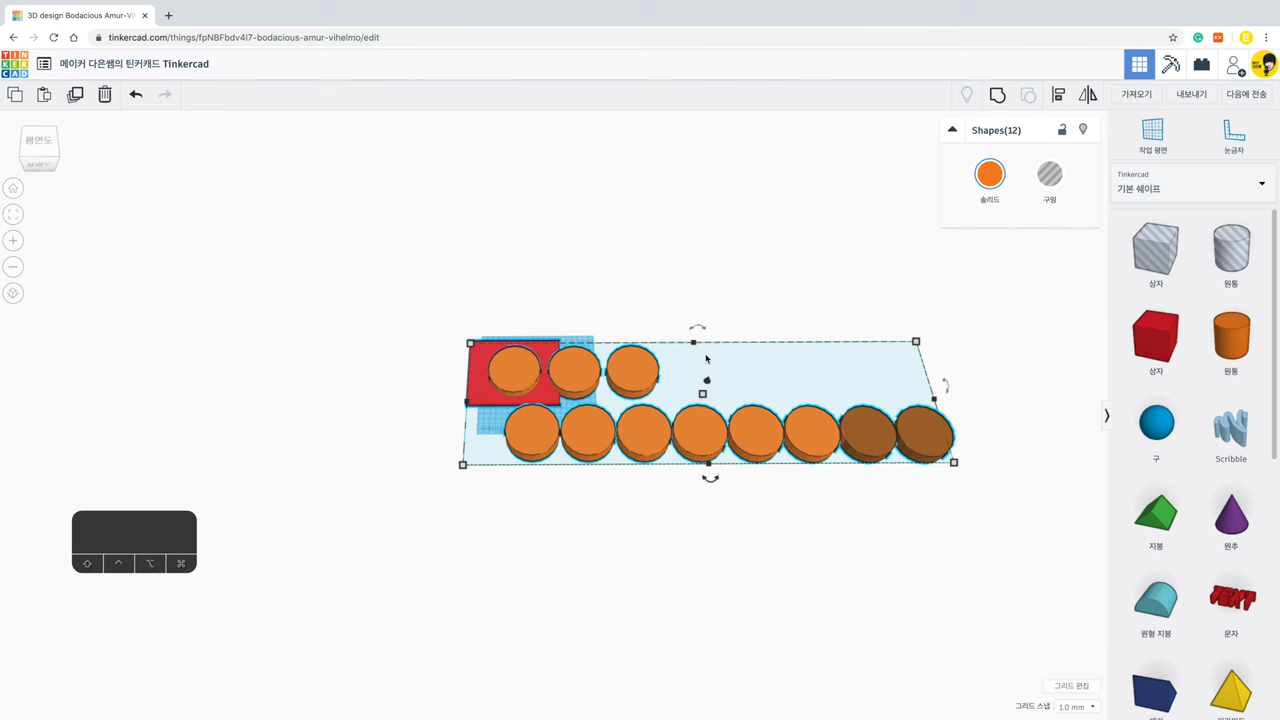 3D design Bodacious Amur-Vih
tinkercad.com/things/fpNBFbdv4l7-bodacious-amur-vihelmo/edit
TIN
KER
CAD
메이커 다은쌤의 틴커캐드 Tinkercad
가져오기
내보내기
다음에 전송
평면도
Shapes(12)
솔리드
구멍
작업 평면
눈금자
Tinkercad
기본 쉐이프
상자
원통
상자
원통
구
Scribble
지붕
원추
TEXT
원형 지붕
문자
그리드 편집
그리드 스냅
1.0 mm